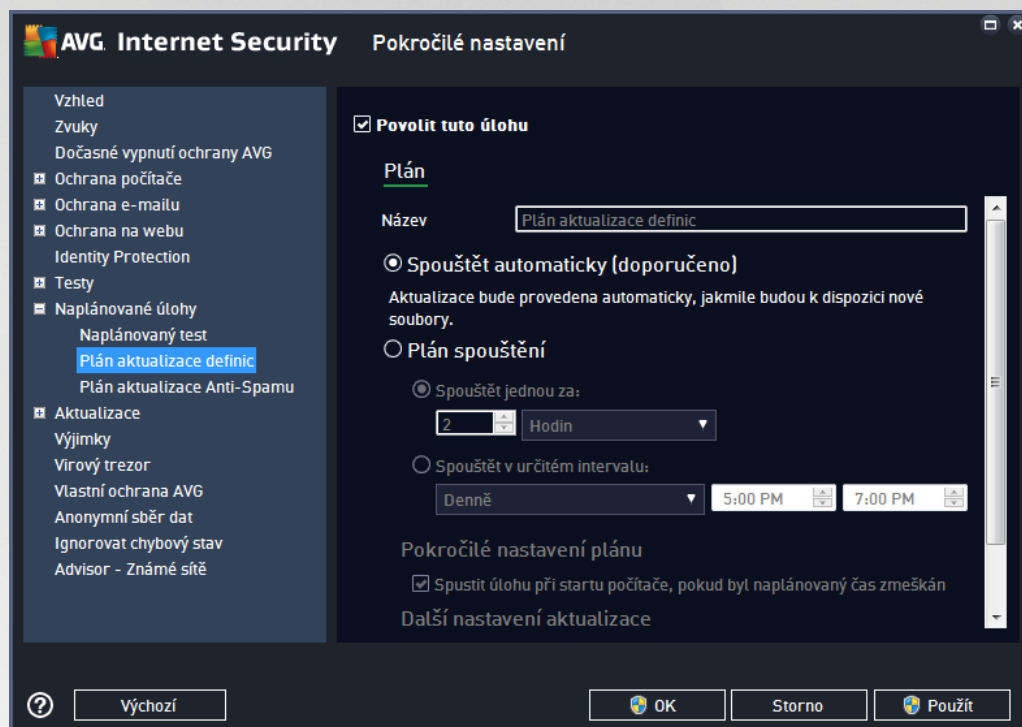 AVG. Internet Security Pokročilé nastavení
Vzhled
Zvuky
Dočasné vypnutí ochrany AVG
Ochrana počítače
Ochrana e-mailu
Ochrana na webu
Identity Protection
Testy
Naplánované úlohy
Naplánovaný test
Plán aktualizace definic
Plán aktualizace Anti-Spamu
Aktualizace
Výjimky
Virový trezor
Vlastní ochrana AVG
Anonymní sběr dat
Ignorovat chybový stav
Advisor - Známé sítě
Povolit tuto úlohu
Plán
Název Plán aktualizace definic
Spouštět automaticky (doporučeno)
Aktualizace bude provedena automaticky, jakmile budou k dispozici nové
soubory.
Plán spouštění
Spouštět jednou za:
2 Hodin
Spouštět v určitém intervalu:
Denně 5:00 PM 7:00 PM
Pokročilé nastavení plánu
Spustit úlohu při startu počítače, pokud byl naplánovaný čas zmeškán
Další nastavení aktualizace
? Výchozí OK Storno Použít